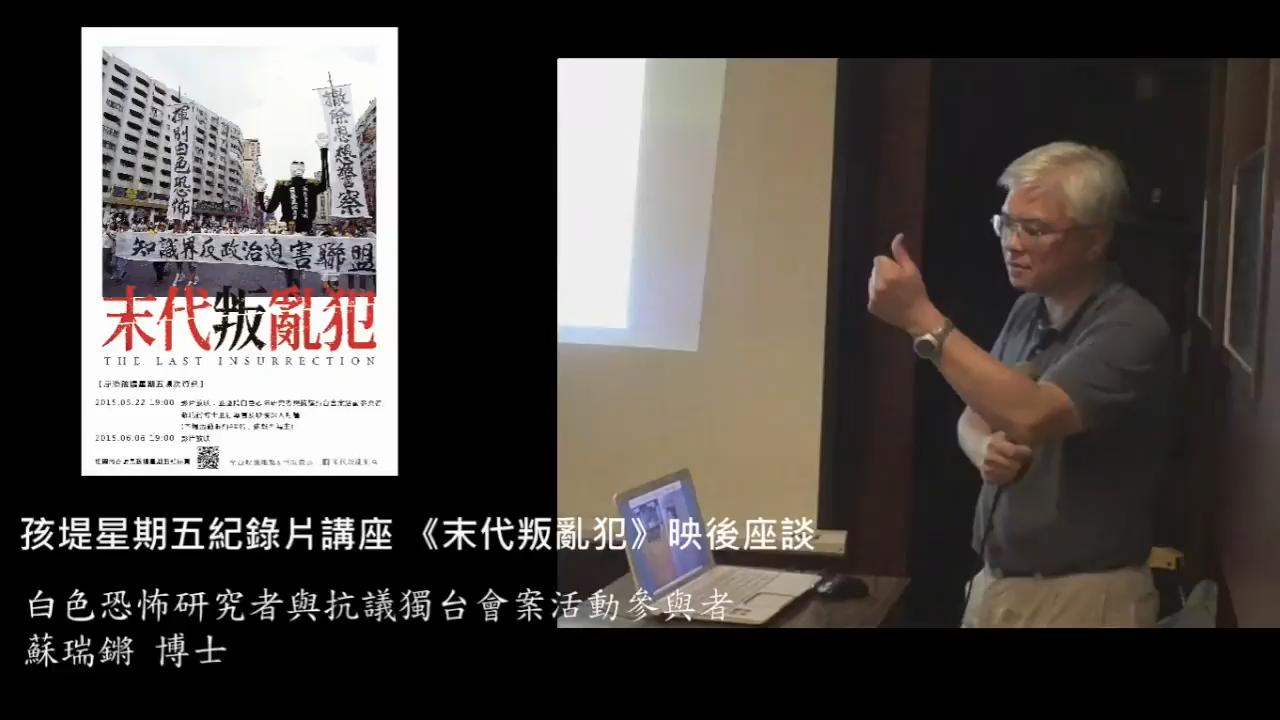 揮別白色恐怖
撤除思想警察
知識界反政治迫害聯盟
末代叛亂犯
THE LAST INSURRECTION
2015.05.22 19:00
2015.06.06 19:00
孩堤星期五紀錄片講座 《末代叛亂犯》映後座談
白色恐怖研究者與抗議獨台會案活動參與者
蘇瑞鏘 博士